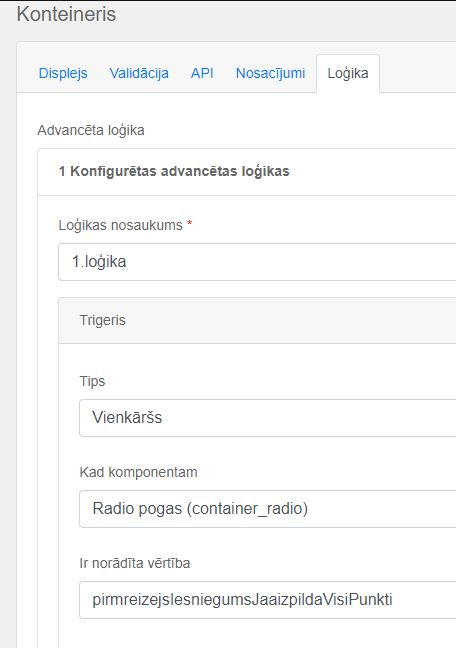 Konteineris
Displejs Validācija API Nosacījumi Loģika
Advancēta loģika
1 Konfigurētas advancētas loģikas
Loģikas nosaukums *
1.loģika
Trigeris
Tips
Vienkāršs
Kad komponentam
Radio pogas (container_radio)
Ir norādīta vērtība
pirmreizejsIesniegumsJaaizpildaVisiPunkti